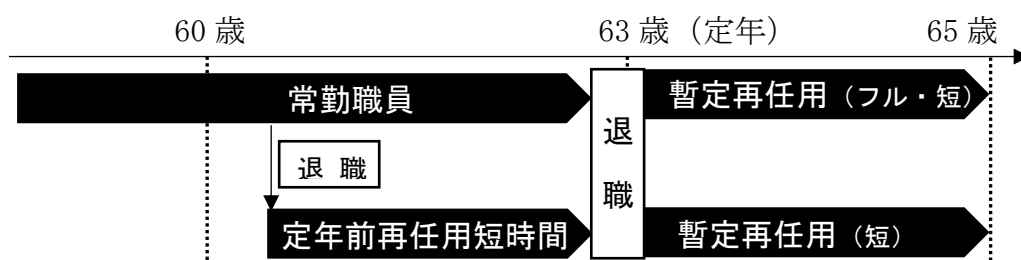 60 歳 63 歳（定年） 65 歳
常勤職員
暫定再任用（フル・短）
退職
退 職
定年前再任用短時間
暫定再任用（短）